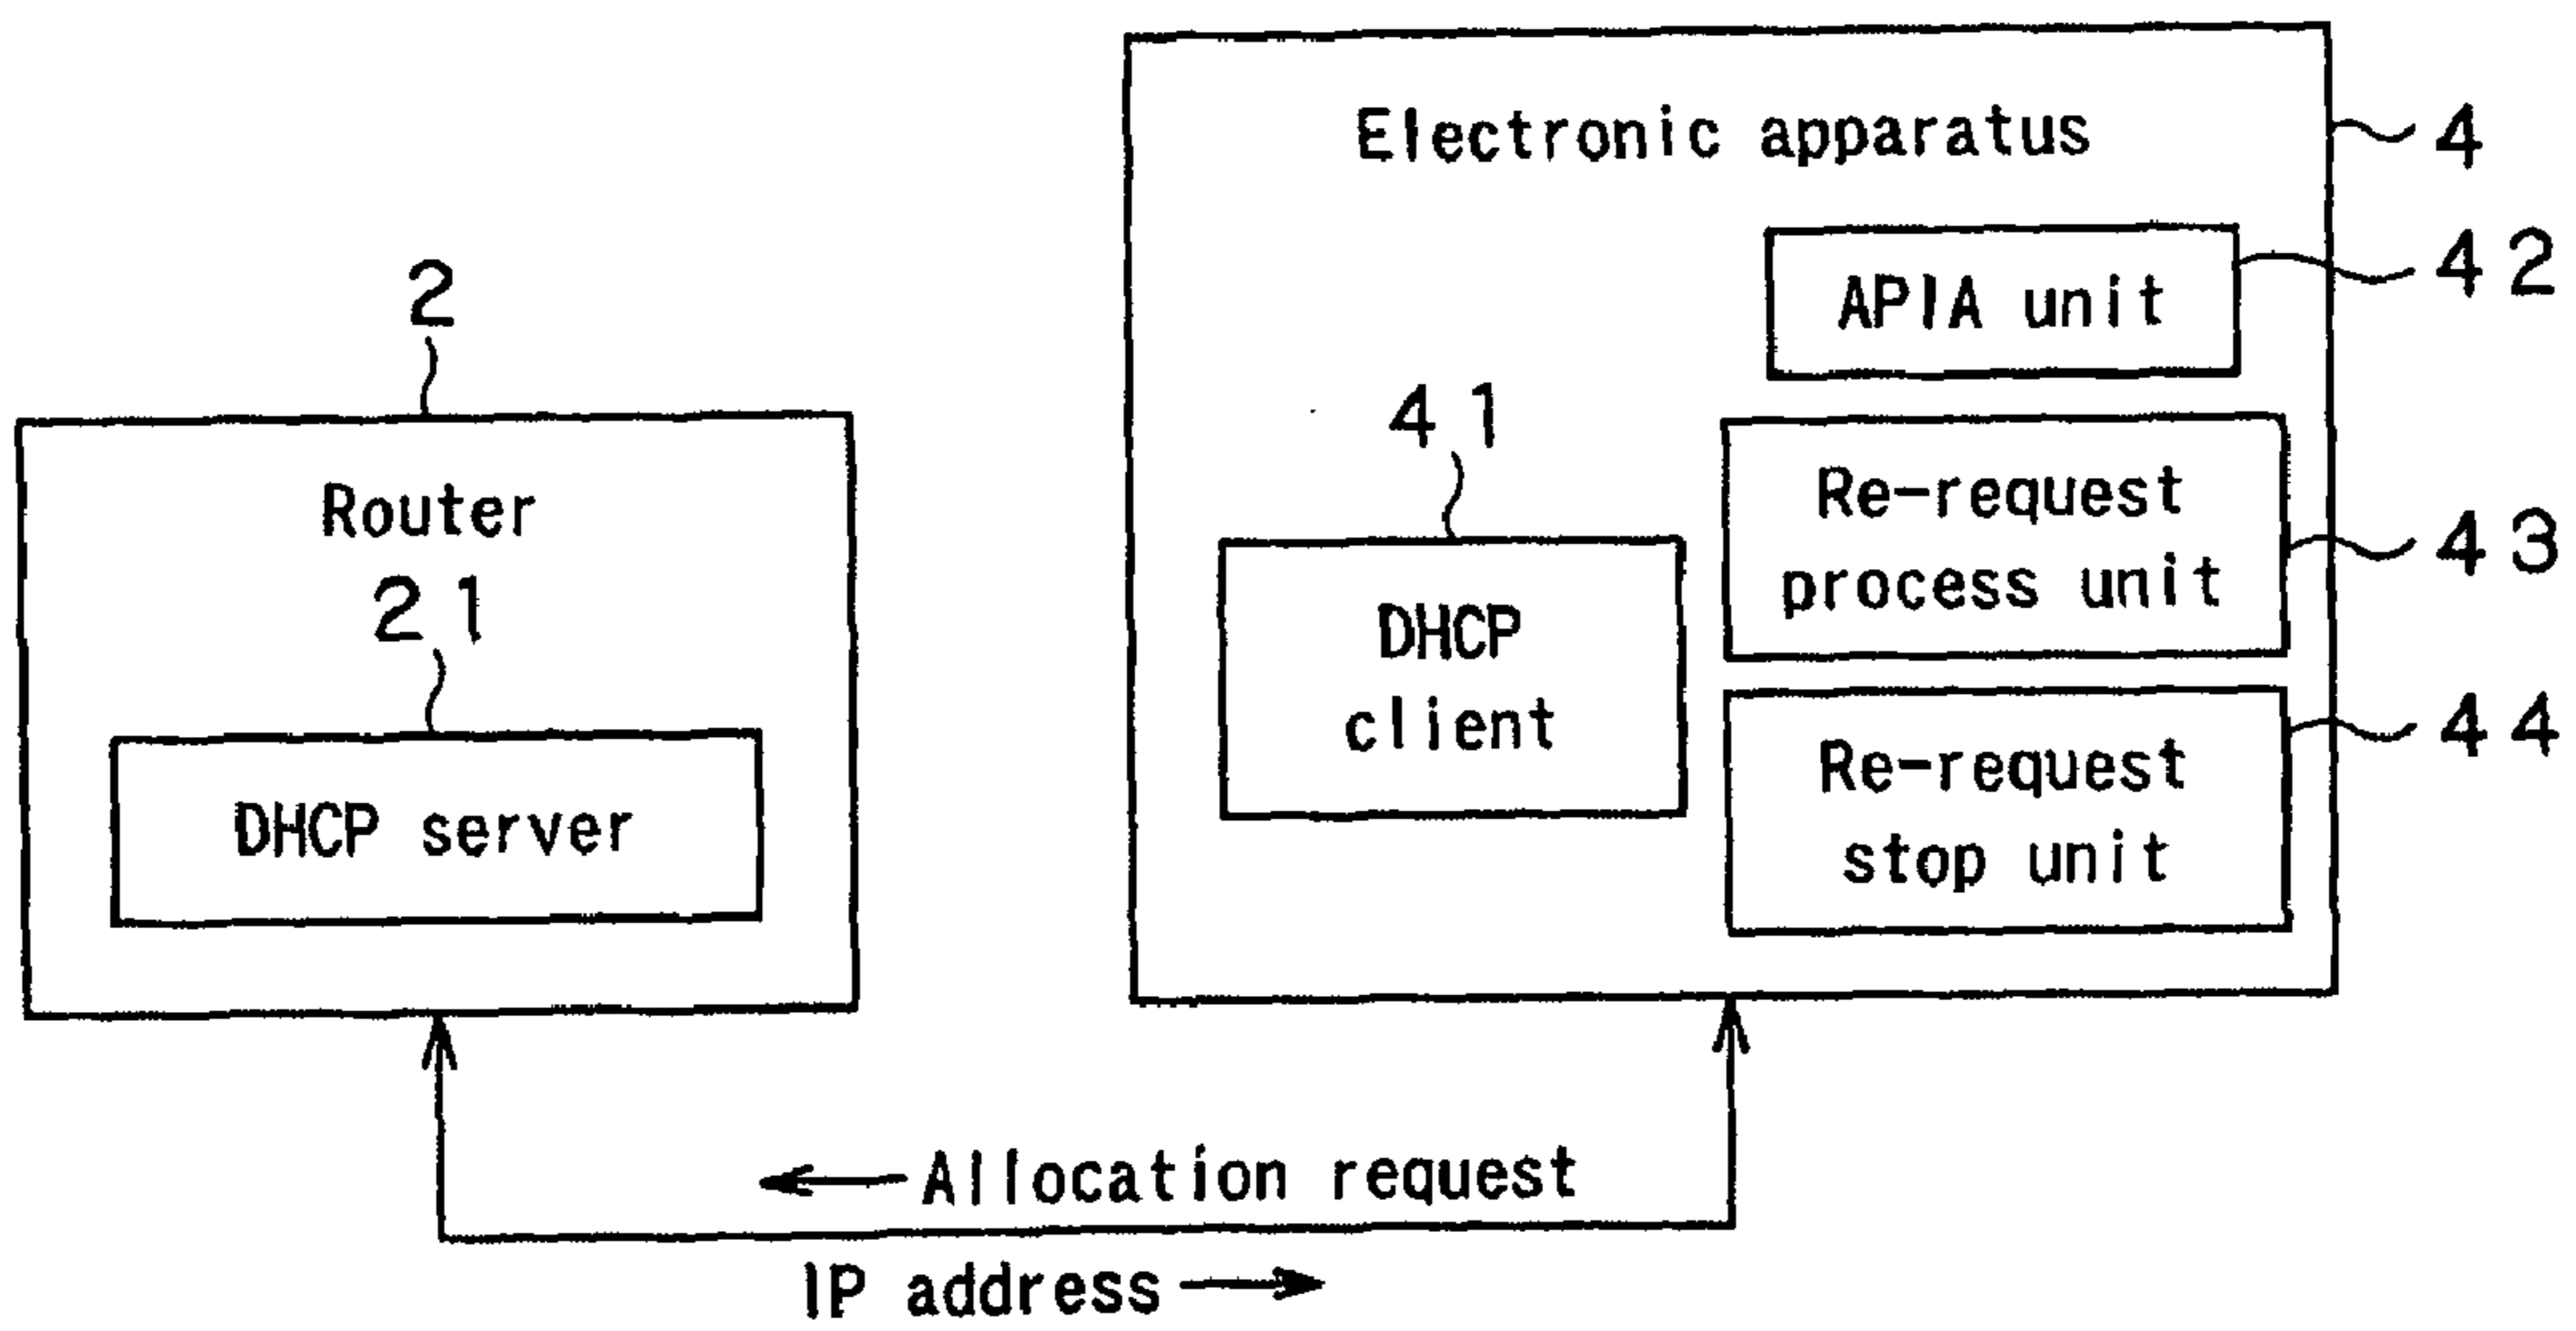 2
Router
21
DHCP server
Electronic apparatus
4
APIA unit
42
41
DHCP
client
Re-request
process unit
43
Re-request
stop unit
44
Allocation request
IP address